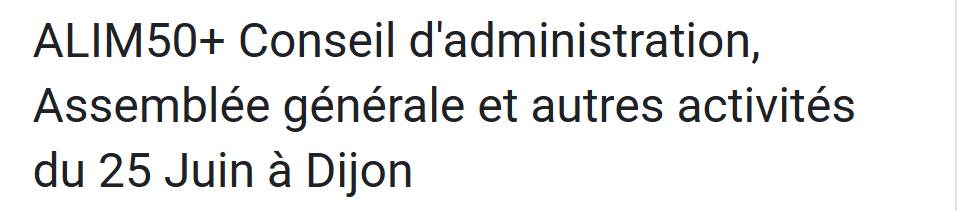 ALIM50+ Conseil d'administration,
Assemblée générale et autres activités
du 25 Juin à Dijon